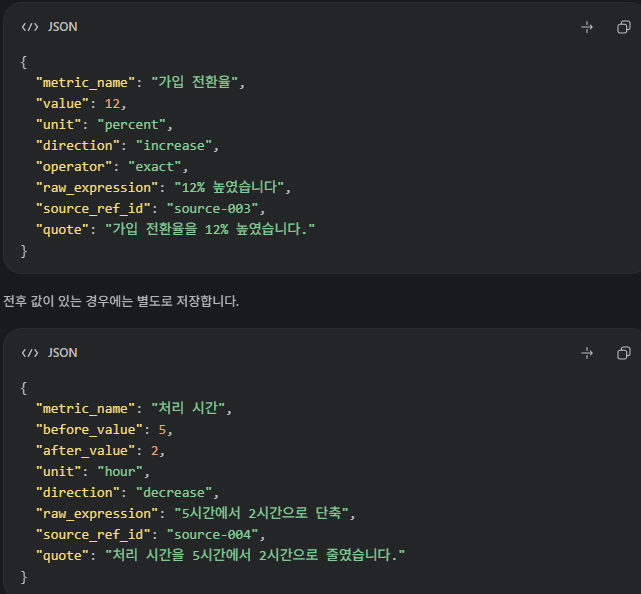 </> JSON
{
"metric_name": "가입 전환율",
"value": 12,
"unit": "percent",
"direction": "increase",
"operator": "exact",
"raw_expression": "12% 높였습니다",
"source_ref_id": "source-003",
"quote": "가입 전환율을 12% 높였습니다."
}
전후 값이 있는 경우에는 별도로 저장합니다.
</> JSON
{
"metric_name": "처리 시간",
"before_value": 5,
"after_value": 2,
"unit": "hour",
"direction": "decrease",
"raw_expression": "5시간에서 2시간으로 단축",
"source_ref_id": "source-004",
"quote": "처리 시간을 5시간에서 2시간으로 줄였습니다."
}